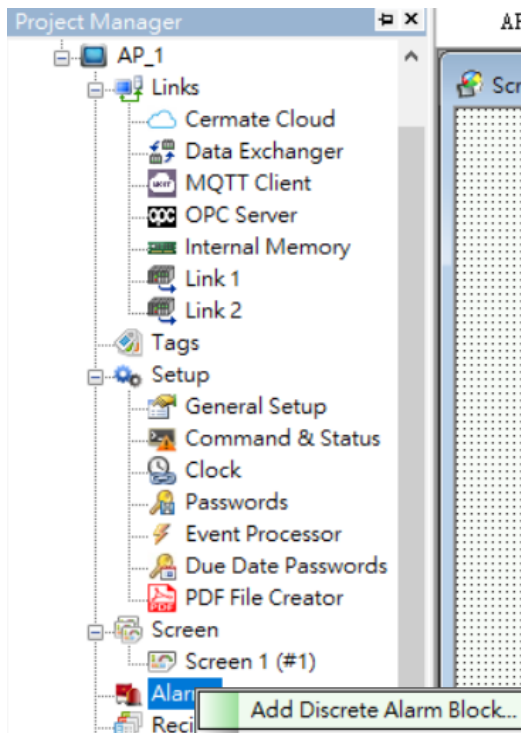 Project Manager
AP_1
Links
Cermate Cloud
Data Exchanger
MQTT Client
OPC Server
Internal Memory
Link 1
Link 2
Tags
Setup
General Setup
Command & Status
Clock
Passwords
Event Processor
Due Date Passwords
PDF File Creator
Screen
Screen 1 (#1)
Add Discrete Alarm Block...